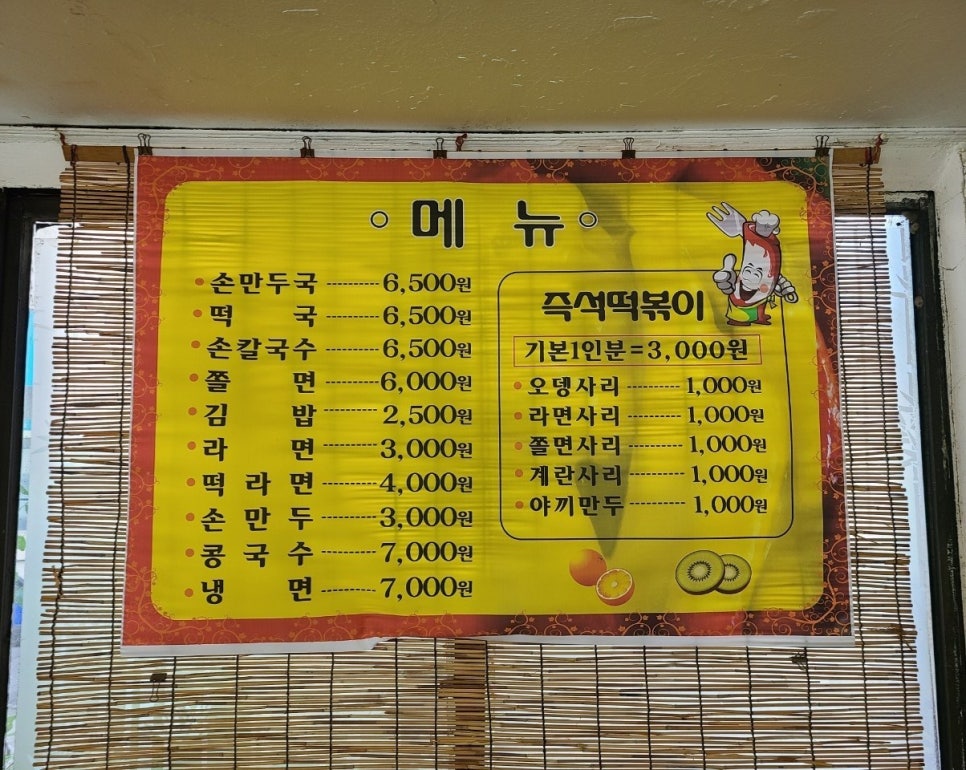 메 뉴
손만두국 6,500원
떡 국 6,500원
손칼국수 6,500원
쫄 면 6,000원
김 밥 2,500원
라 면 3,000원
떡 라 면 4,000원
손 만 두 3,000원
콩 국 수 7,000원
냉 면 7,000원
즉석떡볶이
기본1인분=3,000원
오뎅사리 1,000원
라면사리 1,000원
쫄면사리 1,000원
계란사리 1,000원
야끼만두 1,000원